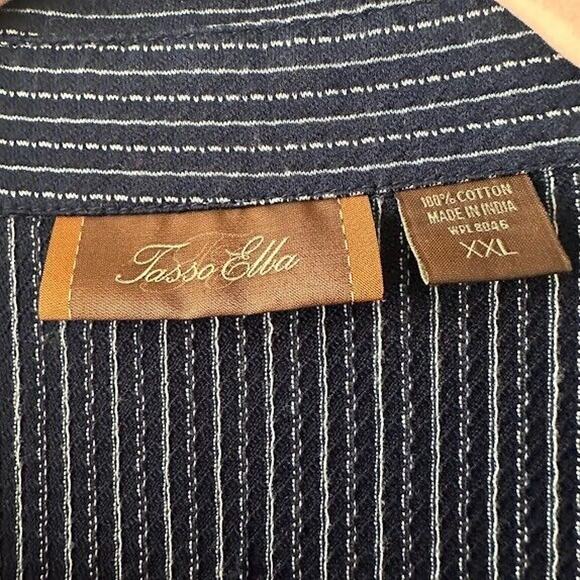 Tasso Elba
100% COTTON
MADE IN INDIA
WPL 8046
XXL